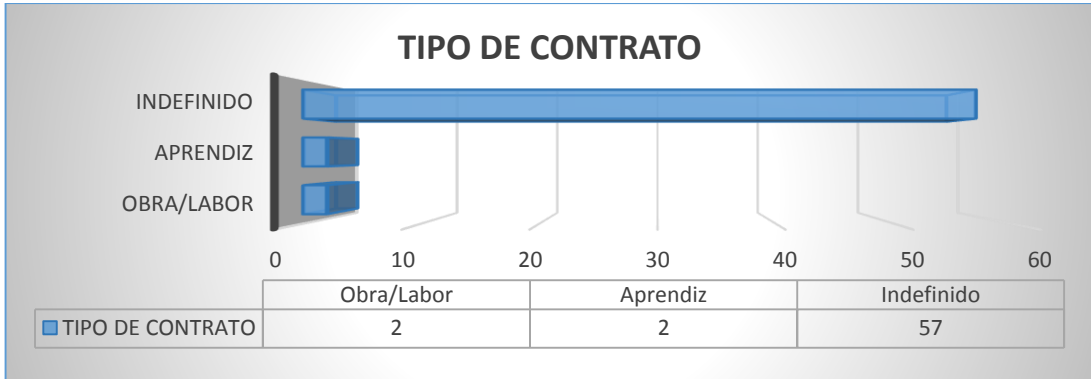 TIPO DE CONTRATO
INDEFINIDO
APRENDIZ
OBRA/LABOR
0 10 20 30 40 50 60
Obra/Labor Aprendiz Indefinido
TIPO DE CONTRATO 2 2 57